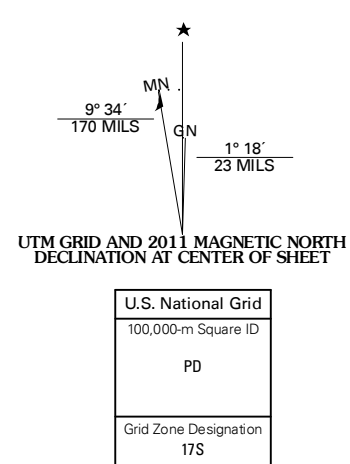 ★
MN
9° 34´
170 MILS
GN
1° 18´
23 MILS
UTM GRID AND 2011 MAGNETIC NORTH
DECLINATION AT CENTER OF SHEET
U.S. National Grid
100,000-m Square ID
PD
Grid Zone Designation
17S